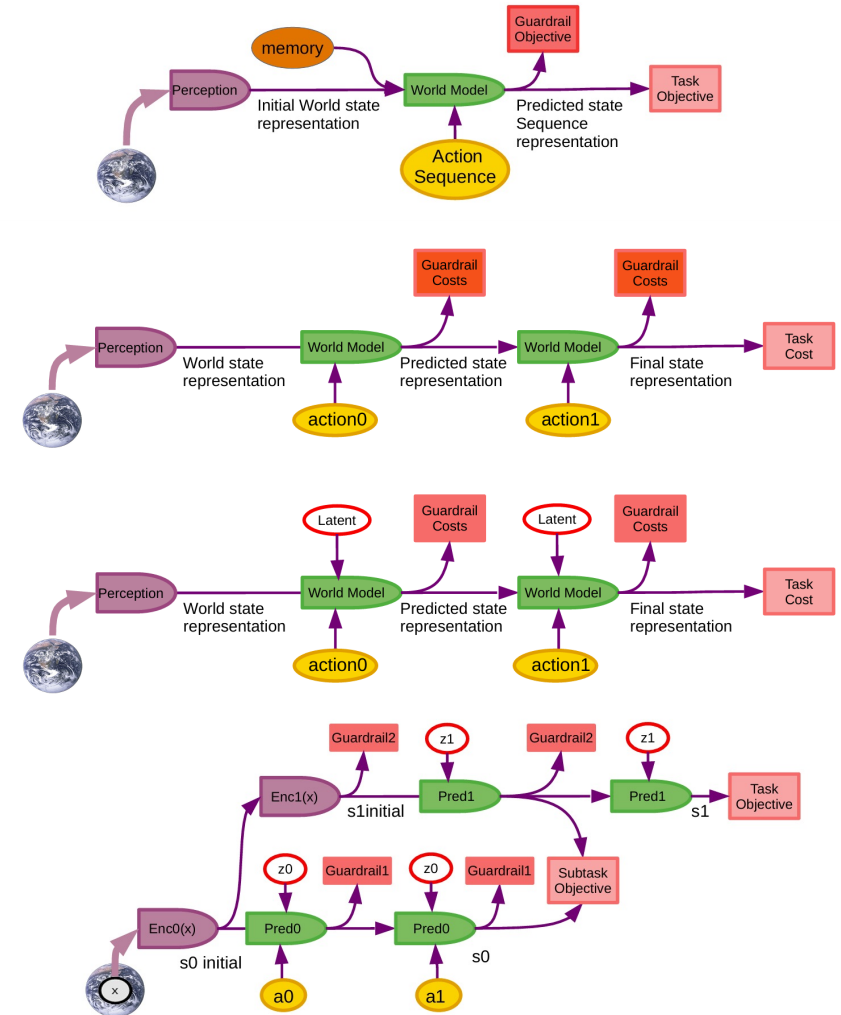 Guardrail
Objective
memory
Perception
World Model
Task
Objective
Initial World state
representation
Predicted state
Sequence
representation
Action
Sequence
Guardrail
Costs
Guardrail
Costs
Perception
World Model
World Model
Task
Cost
World state
representation
Predicted state
representation
Final state
representation
action0
action1
Latent
Guardrail
Costs
Latent
Guardrail
Costs
Perception
World Model
World Model
Task
Cost
World state
representation
Predicted state
representation
Final state
representation
action0
action1
Guardrail2
z1
Guardrail2
z1
Enc1(x)
s1initial
Pred1
Pred1
s1
Task
Objective
z0
Guardrail1
z0
Guardrail1
Subtask
Objective
Enc0(x)
s0 initial
Pred0
Pred0
s0
x
a0
a1